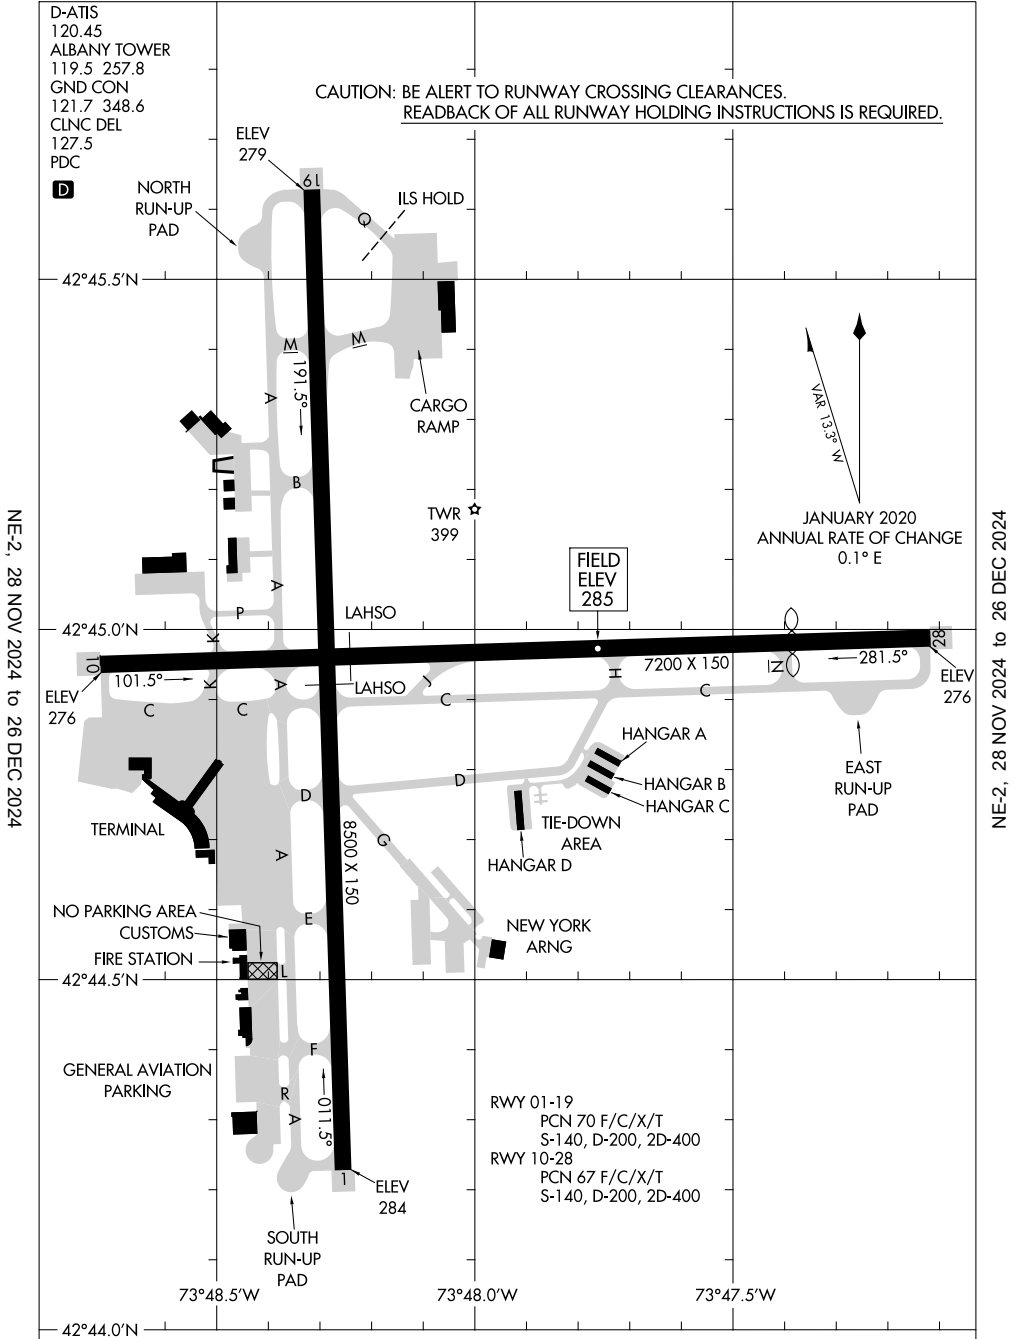 D-ATIS
120.45
ALBANY TOWER
119.5 257.8
GND CON
121.7 348.6
CLNC DEL
127.5
PDC
D
CAUTION: BE ALERT TO RUNWAY CROSSING CLEARANCES.
READBACK OF ALL RUNWAY HOLDING INSTRUCTIONS IS REQUIRED.
ELEV
279
19
NORTH
RUN-UP
PAD
Q
ILS HOLD
42°45.5'N
M
M
191.5°
A
CARGO
RAMP
VAR 13.3° W
JANUARY 2020
ANNUAL RATE OF CHANGE
0.1° E
B
TWR
399
A
FIELD
ELEV
285
P
K
LAHSO
42°45.0'N
10
28
7200 X 150
N
281.5°
ELEV
276
101.5°
K
A
LAHSO
J
H
C
C
C
C
ELEV
276
HANGAR A
HANGAR B
HANGAR C
EAST
RUN-UP
PAD
D
D
TIE-DOWN
AREA
HANGAR D
TERMINAL
A
8500 X 150
G
NO PARKING AREA
CUSTOMS
FIRE STATION
E
L
NEW YORK
ARNG
42°44.5'N
F
GENERAL AVIATION
PARKING
R
A
011.5°
RWY 01-19
PCN 70 F/C/X/T
S-140, D-200, 2D-400
RWY 10-28
PCN 67 F/C/X/T
S-140, D-200, 2D-400
1
ELEV
284
SOUTH
RUN-UP
PAD
73°48.5'W
73°48.0'W
73°47.5'W
42°44.0'N
NE-2, 28 NOV 2024 to 26 DEC 2024
NE-2, 28 NOV 2024 to 26 DEC 2024